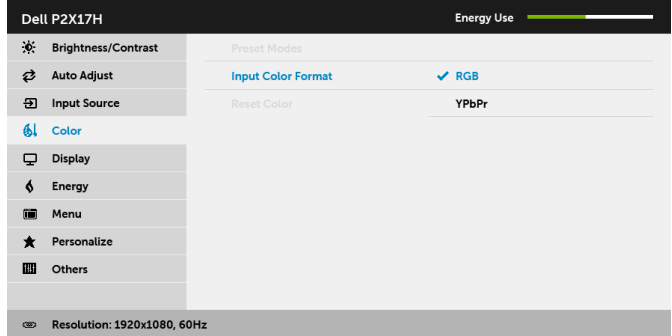 Dell P2X17H Energy Use
Brightness/Contrast Preset Modes
Auto Adjust Input Color Format RGB
Input Source Reset Color YPbPr
Color
Display
Energy
Menu
Personalize
Others
Resolution: 1920x1080, 60Hz